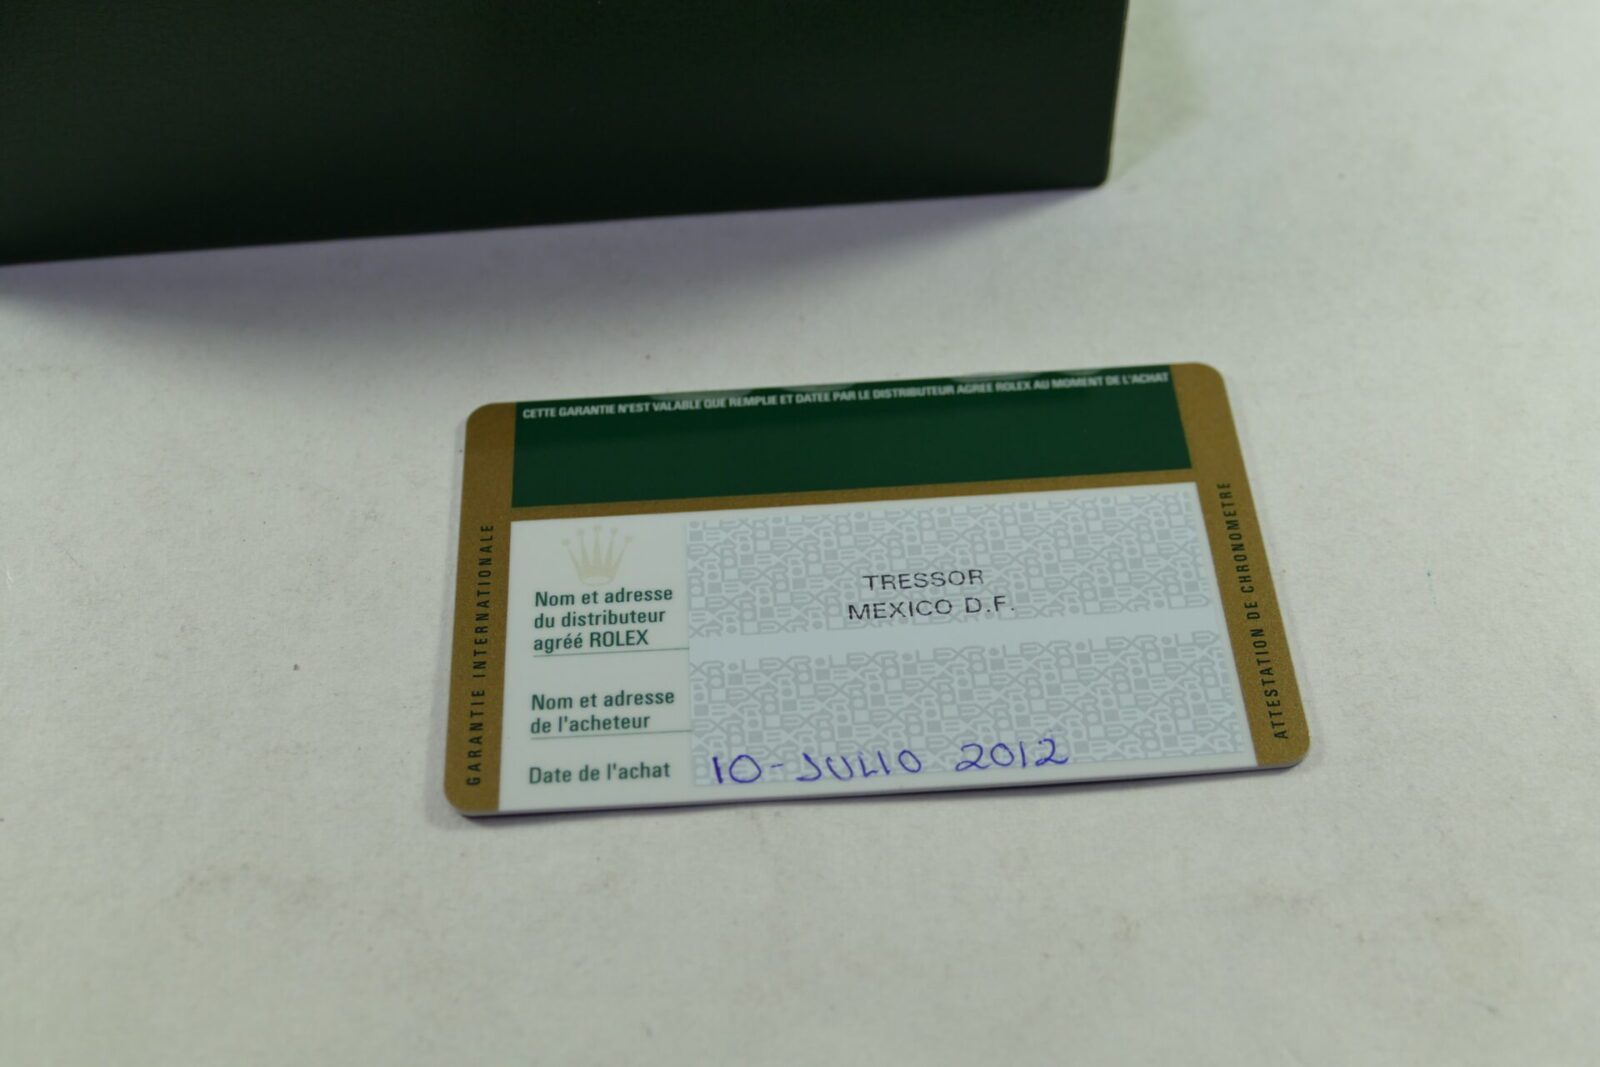 CETTE GARANTIE N'EST VALABLE QUE REMPLIE ET DATEE PAR LE DISTRIBUTEUR AGREE ROLEX AU MOMENT DE L'ACHAT
GARANTIE INTERNATIONALE
Nom et adresse
du distributeur
agréé ROLEX
TRESSOR
MEXICO D.F.
Nom et adresse
de l'acheteur
Date de l'achat
10-JULIO 2012
ATTESTATION DE CHRONOMETRE